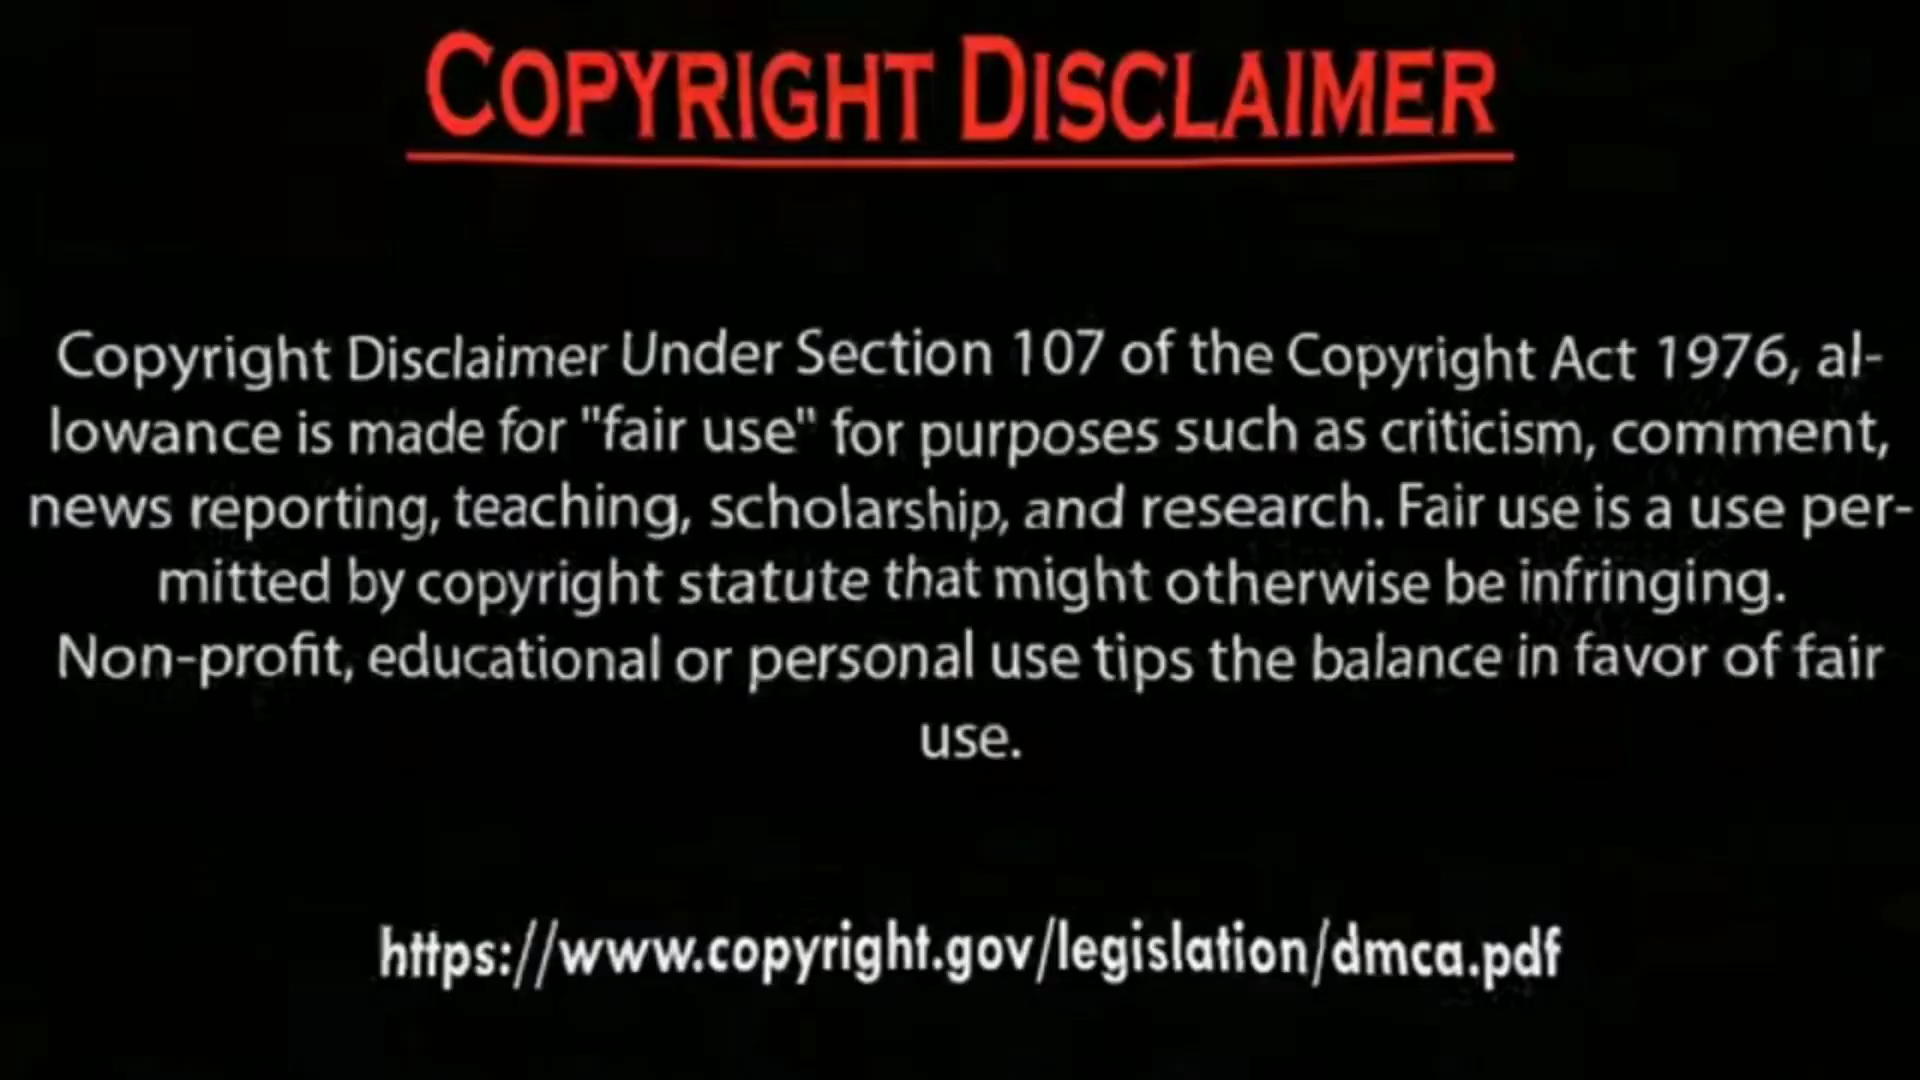 COPYRIGHT DISCLAIMER
Copyright Disclaimer Under Section 107 of the Copyright Act 1976, al-
lowance is made for "fair use" for purposes such as criticism, comment,
news reporting, teaching, scholarship, and research. Fair use is a use per-
mitted by copyright statute that might otherwise be infringing.
Non-profit, educational or personal use tips the balance in favor of fair
use.
https://www.copyright.gov/legislation/dmca.pdf